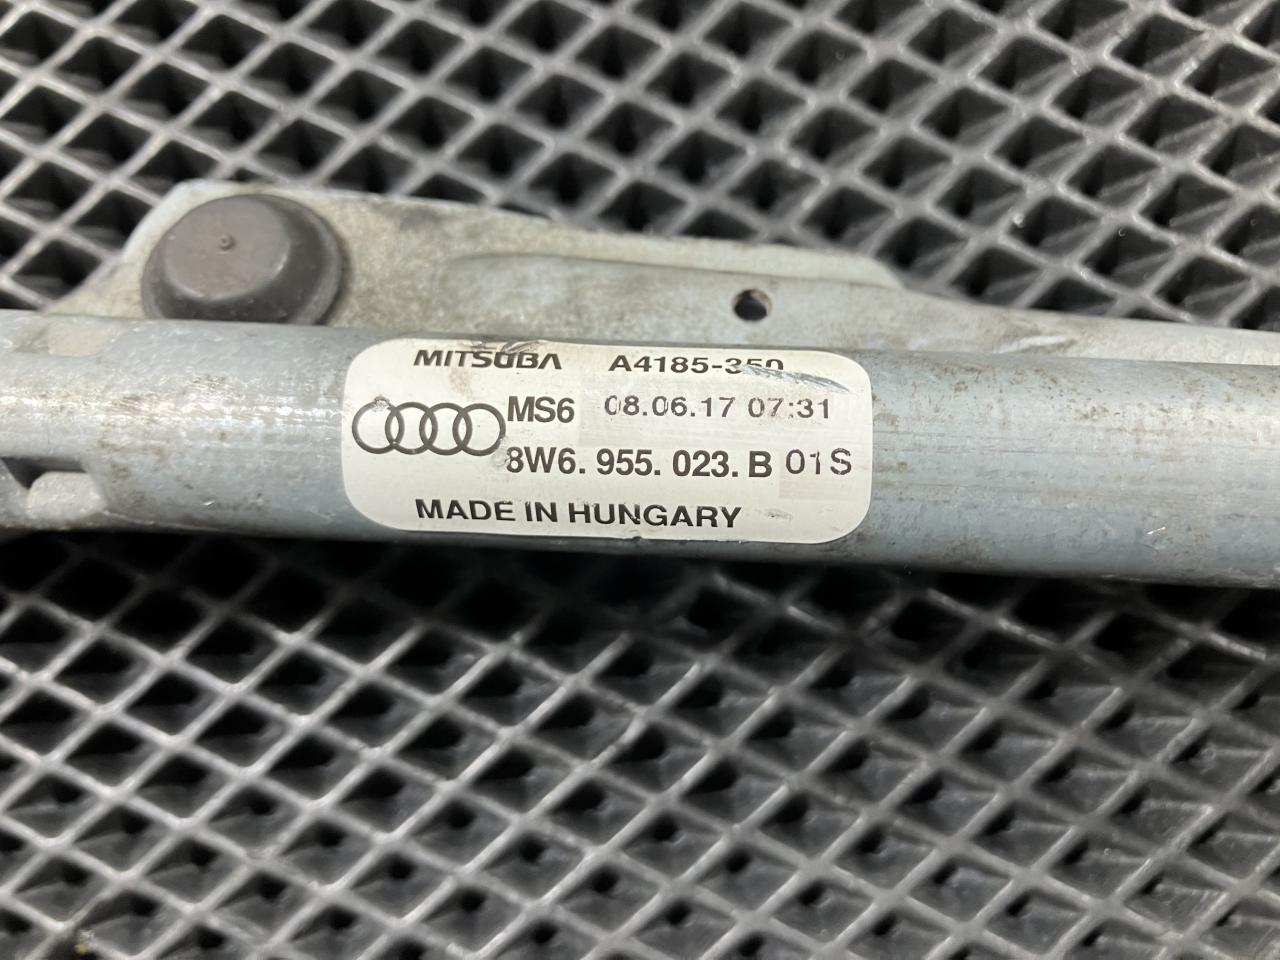 MITSUBA A4185-350
MS6 08.06.17 07:31
8W6. 955. 023. B 01S
MADE IN HUNGARY